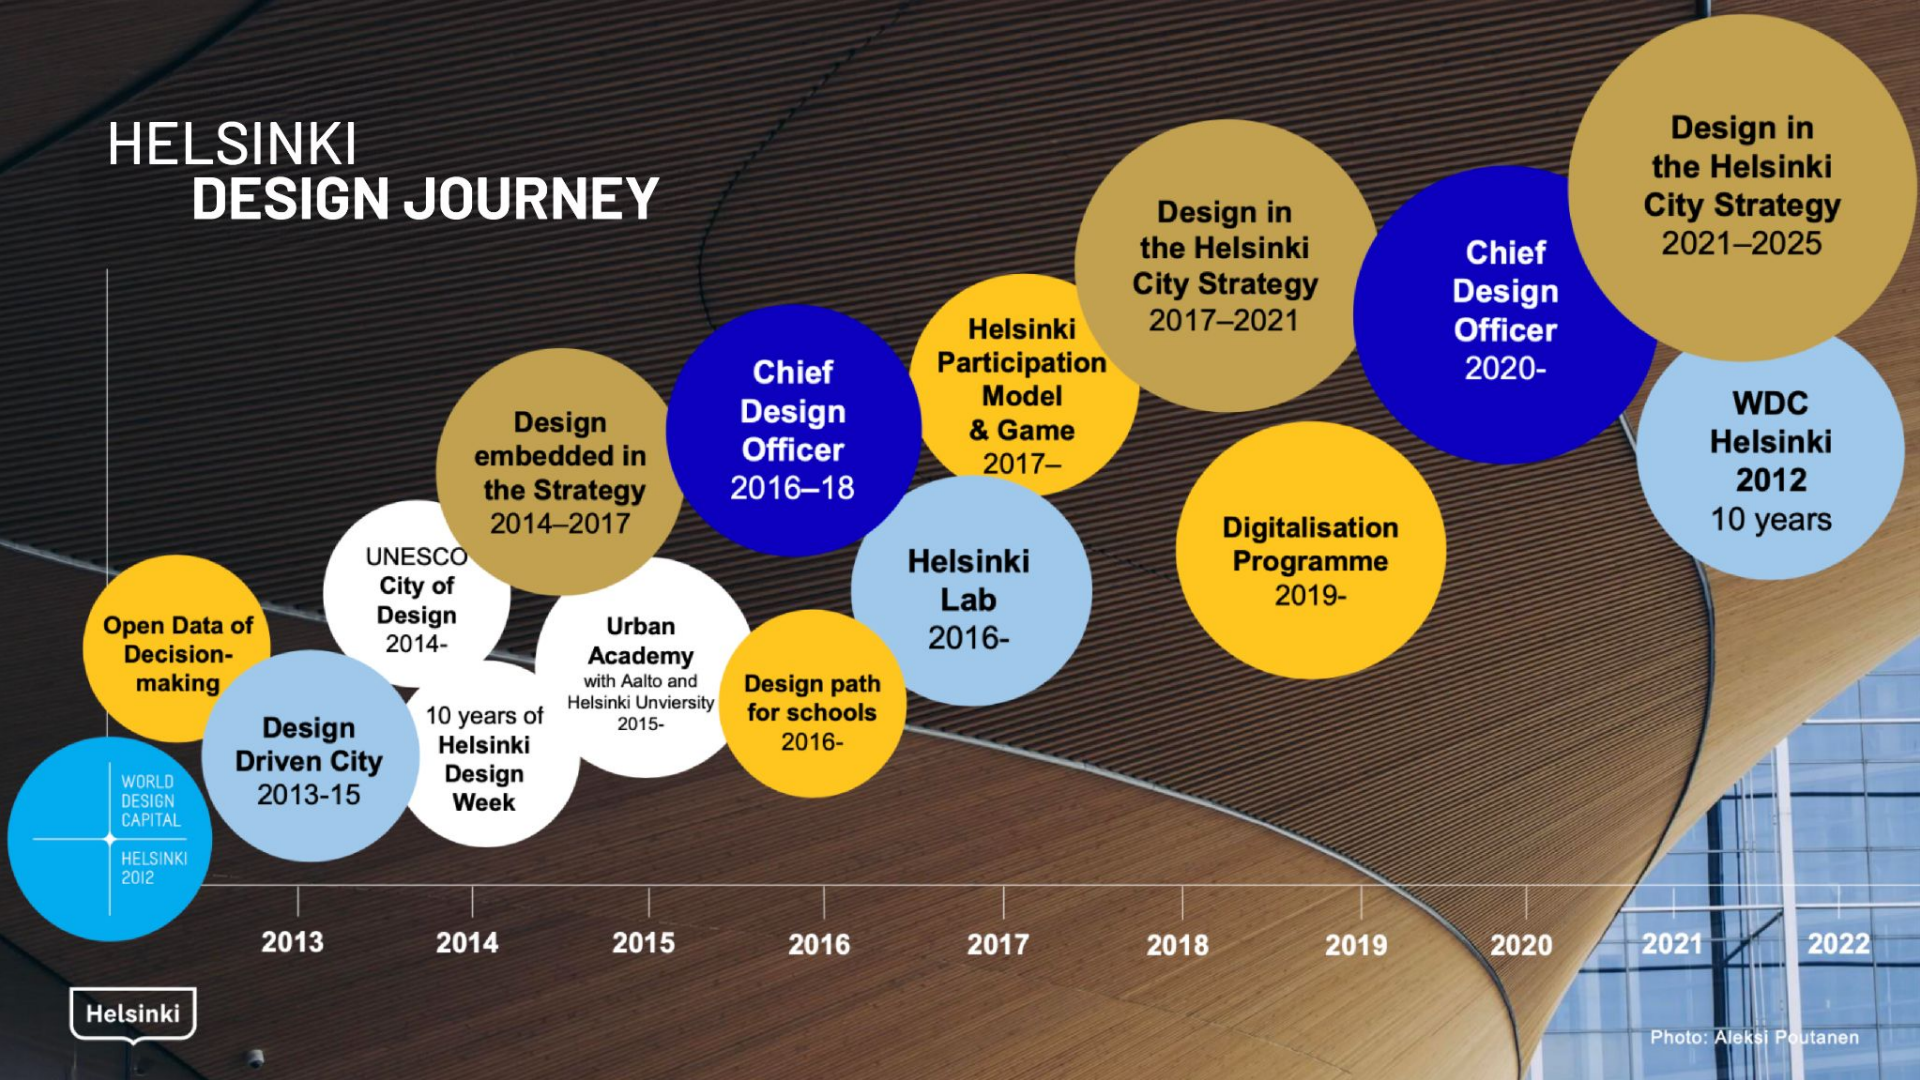 HELSINKI
DESIGN JOURNEY
WORLD
DESIGN
CAPITAL
HELSINKI
2012
Open Data of
Decision-
making
Design
Driven City
2013-15
UNESCO
City of
Design
2014-
10 years of
Helsinki
Design
Week
Design
embedded in
the Strategy
2014–2017
Urban
Academy
with Aalto and
Helsinki Unviersity
2015-
Chief
Design
Officer
2016–18
Design path
for schools
2016-
Helsinki
Lab
2016-
Helsinki
Participation
Model
& Game
2017–
Design in
the Helsinki
City Strategy
2017–2021
Digitalisation
Programme
2019-
Chief
Design
Officer
2020-
Design in
the Helsinki
City Strategy
2021–2025
WDC
Helsinki
2012
10 years
2013
2014
2015
2016
2017
2018
2019
2020
2021
2022
Helsinki
Photo: Aleksi Poutanen